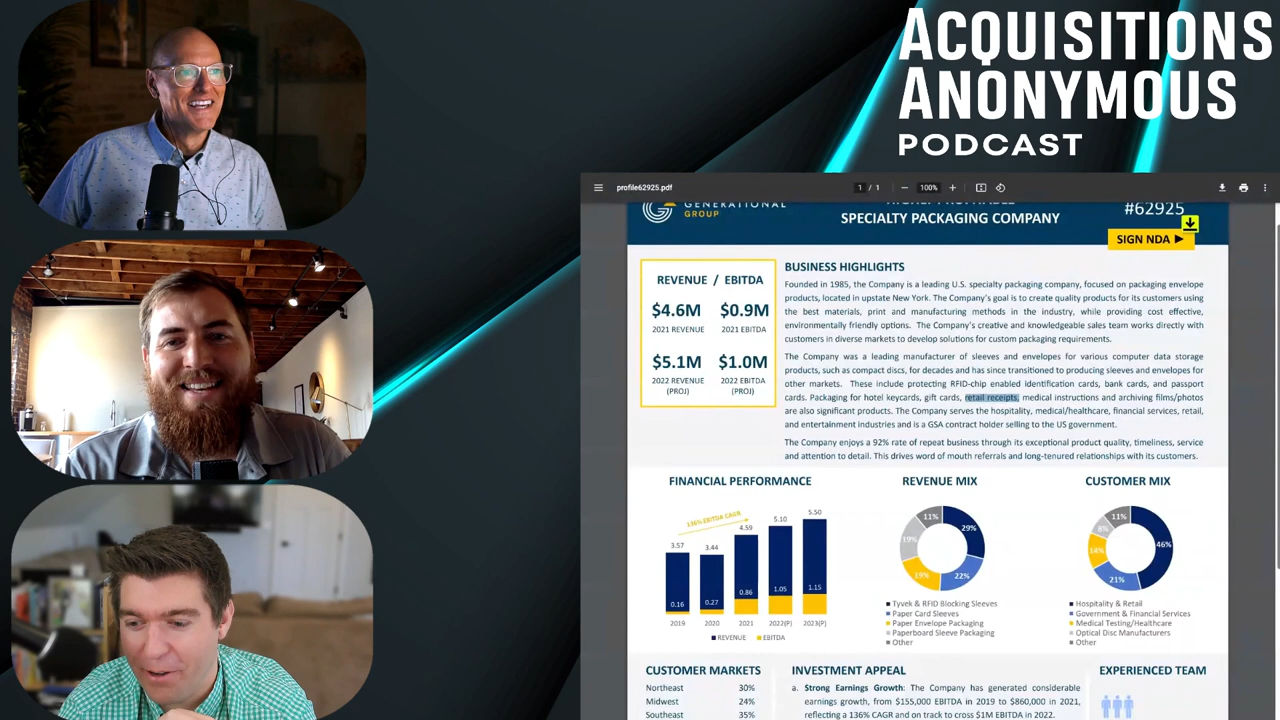 ACQUISITIONS
ANONYMOUS
PODCAST
profile62925.pdf
1 / 1
100%
GENERATIONAL
GROUP
SPECIALTY PACKAGING COMPANY
#62925
SIGN NDA ▶
REVENUE / EBITDA
$4.6M $0.9M
2021 REVENUE 2021 EBITDA
$5.1M $1.0M
2022 REVENUE 2022 EBITDA
(PROJ) (PROJ)
BUSINESS HIGHLIGHTS
Founded in 1985, the Company is a leading U.S. specialty packaging company, focused on packaging envelope
products, located in upstate New York. The Company's goal is to create quality products for its customers using
the best materials, print and manufacturing methods in the industry, while providing cost effective,
environmentally friendly options. The Company's creative and knowledgeable sales team works directly with
customers in diverse markets to develop solutions for custom packaging requirements.
The Company was a leading manufacturer of sleeves and envelopes for various computer data storage
products, such as compact discs, for decades and has since transitioned to producing sleeves and envelopes for
other markets. These include protecting RFID-chip enabled identification cards, bank cards, and passport
cards. Packaging for hotel keycards, gift cards, retail receipts, medical instructions and archiving films/photos
are also significant products. The Company serves the hospitality, medical/healthcare, financial services, retail,
and entertainment industries and is a GSA contract holder selling to the US government.
The Company enjoys a 92% rate of repeat business through its exceptional product quality, timeliness, service
and attention to detail. This drives word of mouth referrals and long-tenured relationships with its customers.
FINANCIAL PERFORMANCE
136% EBITDA CAGR
3.57 3.44 4.59 5.10 5.50
0.16 0.27 0.86 1.05 1.15
2019 2020 2021 2022(P) 2023(P)
REVENUE EBITDA
REVENUE MIX
11% 29%
19%
19% 22%
Tyvek & RFID Blocking Sleeves
Paper Card Sleeves
Paper Envelope Packaging
Paperboard Sleeve Packaging
Other
CUSTOMER MIX
11%
8% 46%
14%
21%
Hospitality & Retail
Government & Financial Services
Medical Testing/Healthcare
Optical Disc Manufacturers
Other
CUSTOMER MARKETS
Northeast 30%
Midwest 24%
Southeast 35%
INVESTMENT APPEAL
a. Strong Earnings Growth: The Company has generated considerable
earnings growth, from $155,000 EBITDA in 2019 to $860,000 in 2021,
reflecting a 136% CAGR and on track to cross $1M EBITDA in 2022.
EXPERIENCED TEAM